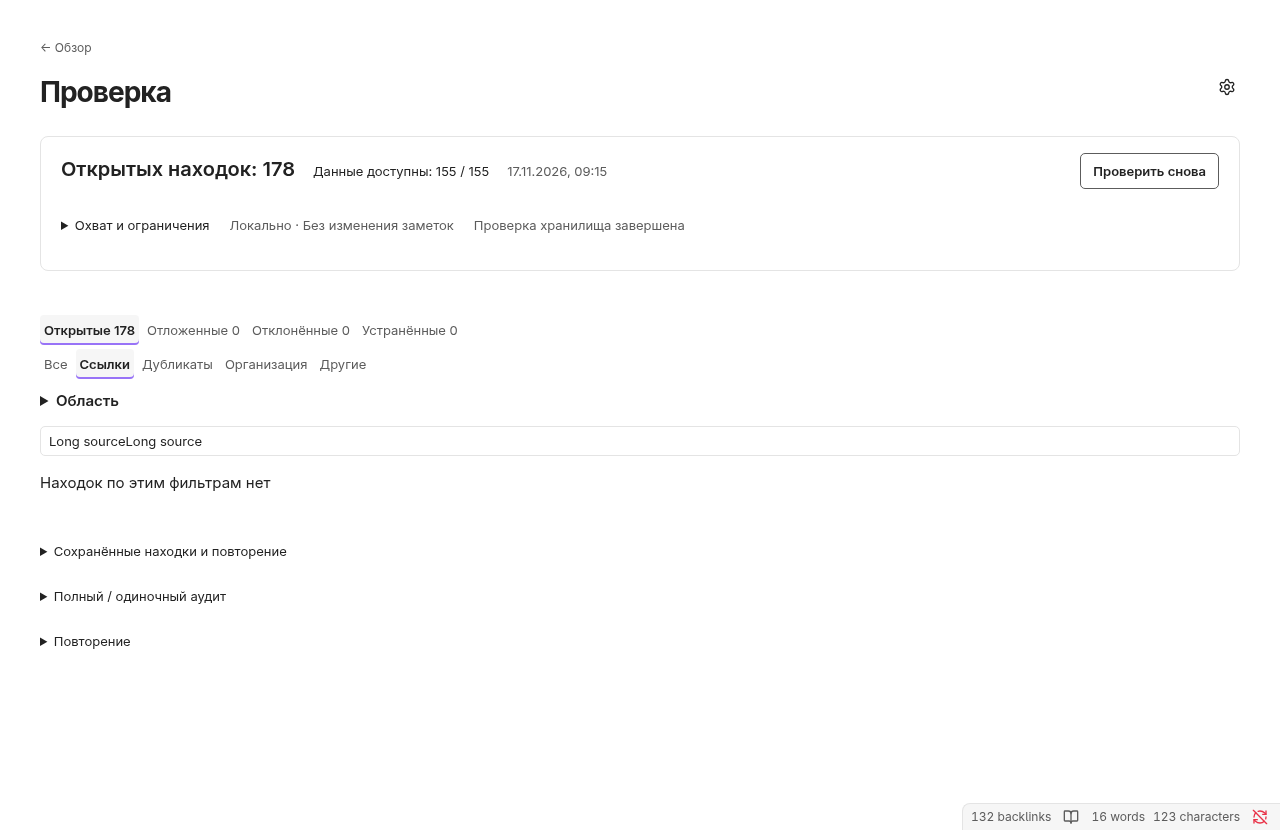 ← Обзор
Проверка
Открытых находок: 178 Данные доступны: 155 / 155 17.11.2026, 09:15 Проверить снова
Охват и ограничения Локально · Без изменения заметок Проверка хранилища завершена
Открытые 178 Отложенные 0 Отклонённые 0 Устранённые 0
Все Ссылки Дубликаты Организация Другие
Область
Long sourceLong source
Находок по этим фильтрам нет
Сохранённые находки и повторение
Полный / одиночный аудит
Повторение
132 backlinks 16 words 123 characters